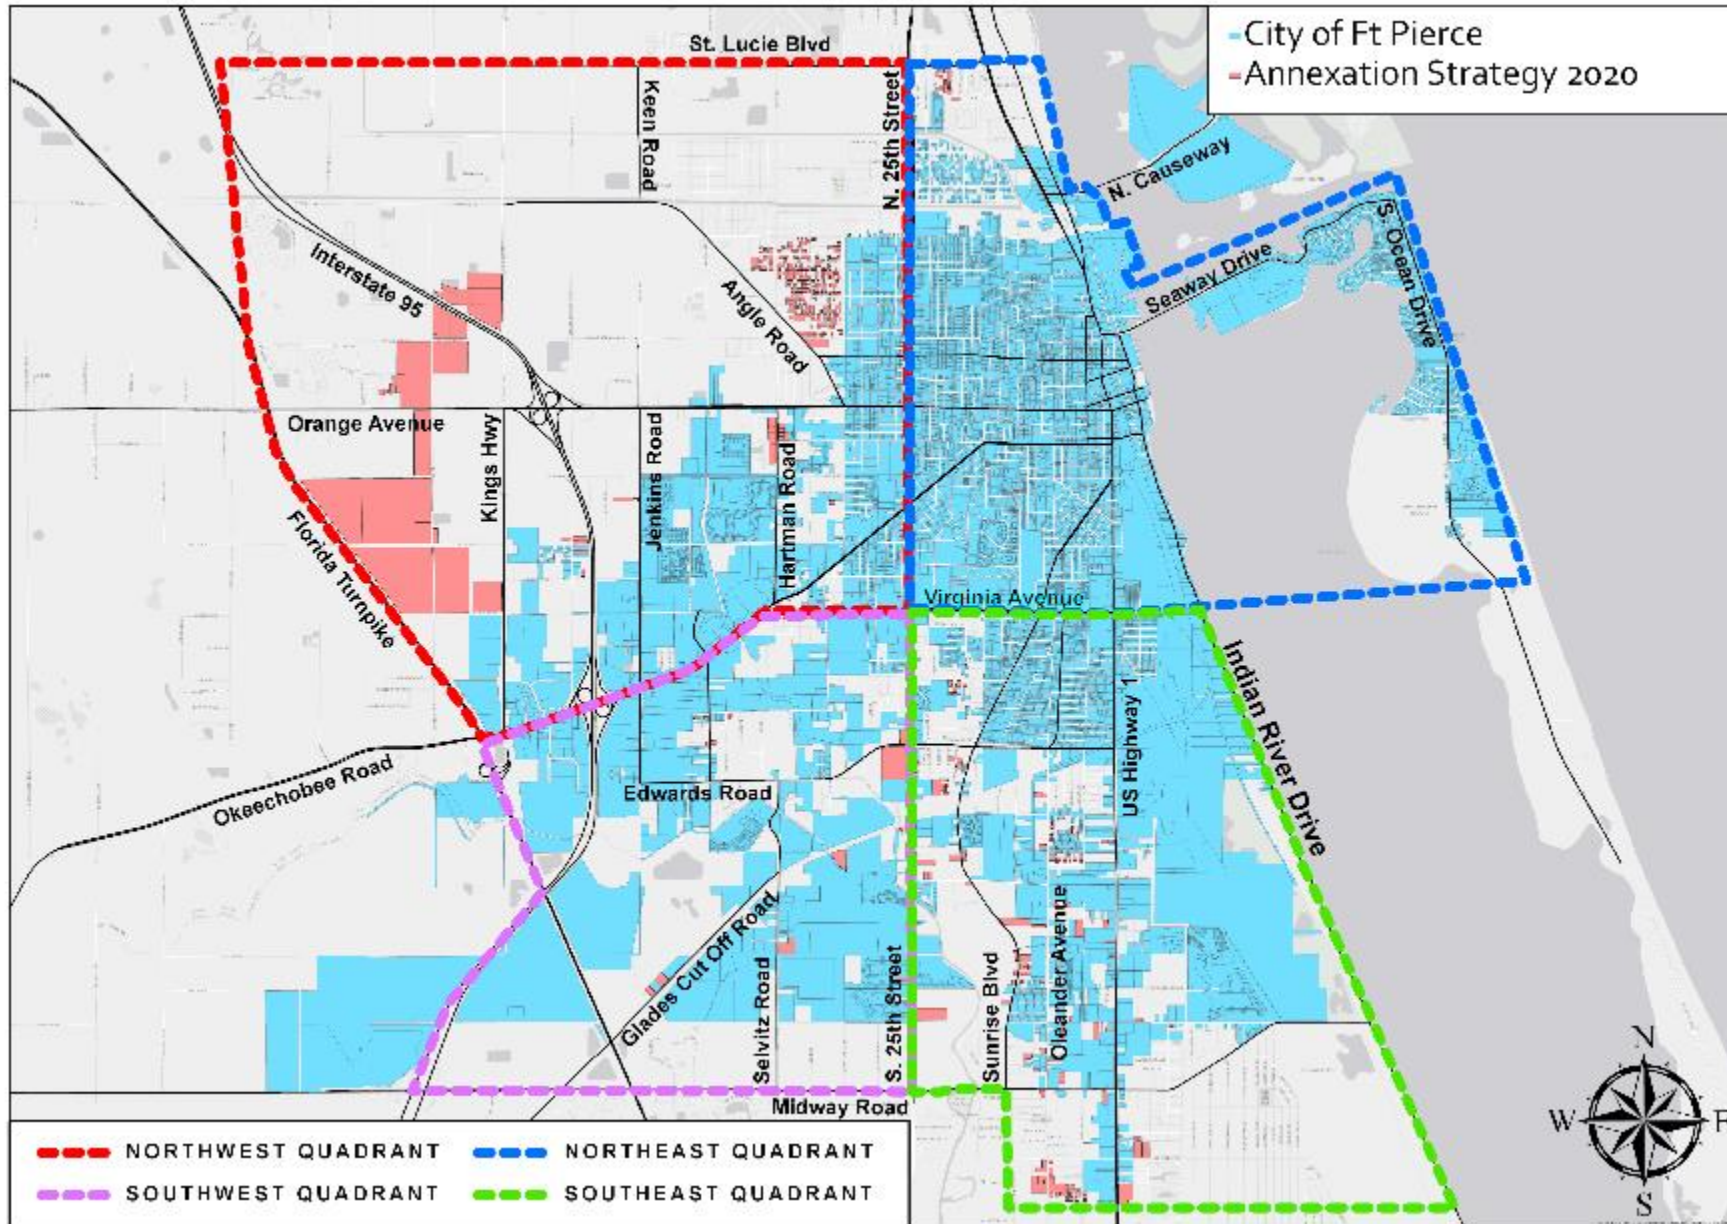 City of Ft Pierce
Annexation Strategy 2020
St. Lucie Blvd
Keen Road
N. 25th Street
N. Causeway
Interstate 95
Angle Road
Seaway Drive
S. Ocean Drive
Orange Avenue
Kings Hwy
Jenkins Road
Hartman Road
Florida Turnpike
Virginia Avenue
Indian River Drive
Okeechobee Road
Edwards Road
US Highway 1
Glades Cut Off Road
Selvitz Road
S. 25th Street
Sunrise Blvd
Oleander Avenue
Midway Road
N
W
E
S
NORTHWEST QUADRANT
NORTHEAST QUADRANT
SOUTHWEST QUADRANT
SOUTHEAST QUADRANT